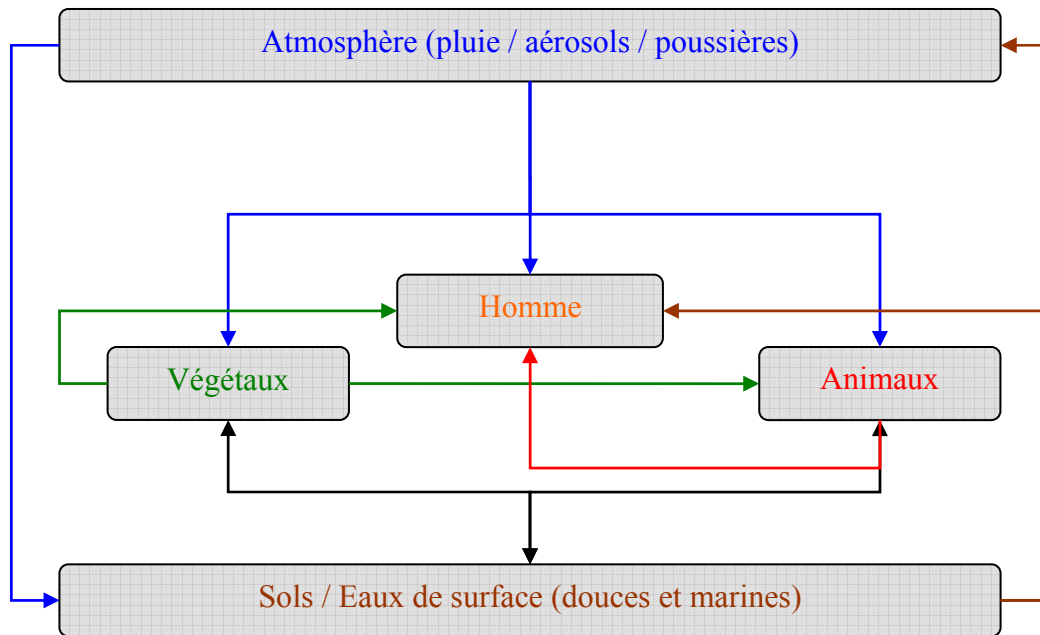 Atmosphère (pluie / aérosols / poussières)
Homme
Végétaux
Animaux
Sols / Eaux de surface (douces et marines)